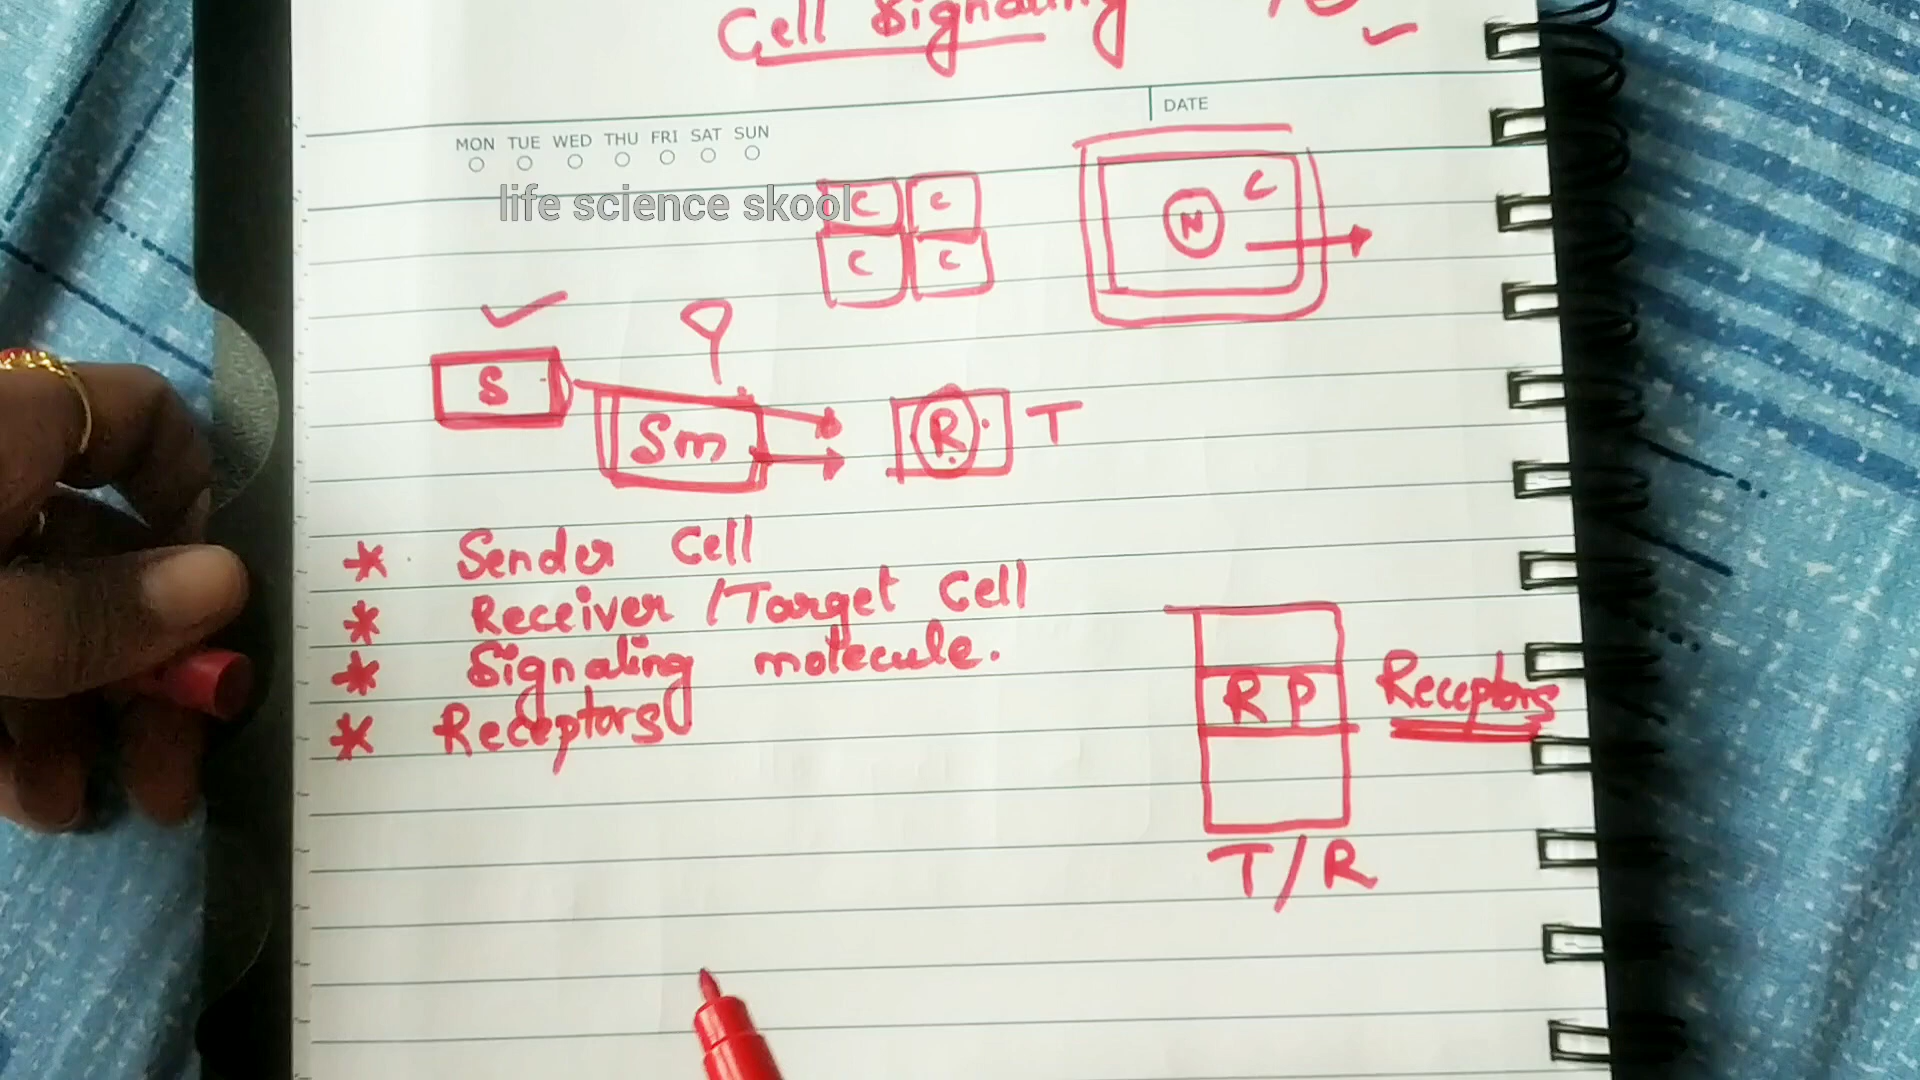 Cell Signaling
DATE
MON TUE WED THU FRI SAT SUN
life science skool
C C
C C
C
N
S
Sm
R T
* Sender Cell
* Receiver /Target Cell
* Signaling molecule.
* Receptors
R P Receptors
T/R